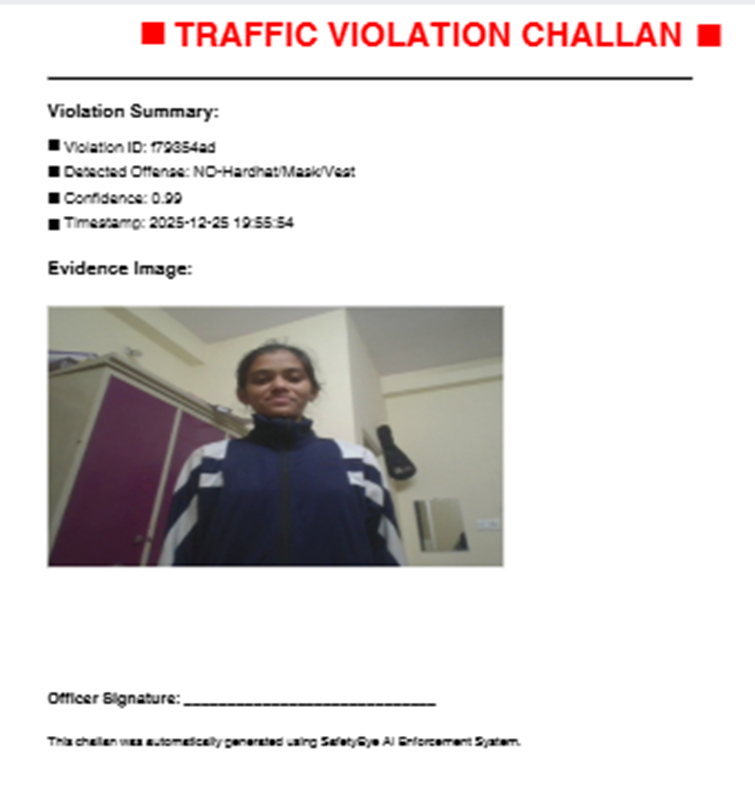 ■ TRAFFIC VIOLATION CHALLAN ■
Violation Summary:
■ Violation ID: f79354ad
■ Detected Offense: NO-Hardhat/Mask/Vest
■ Confidence: 0.99
■ Timestamp: 2025-12-25 19:55:54
Evidence Image:
Officer Signature: ______________________________
This challan was automatically generated using SafetyEye AI Enforcement System.